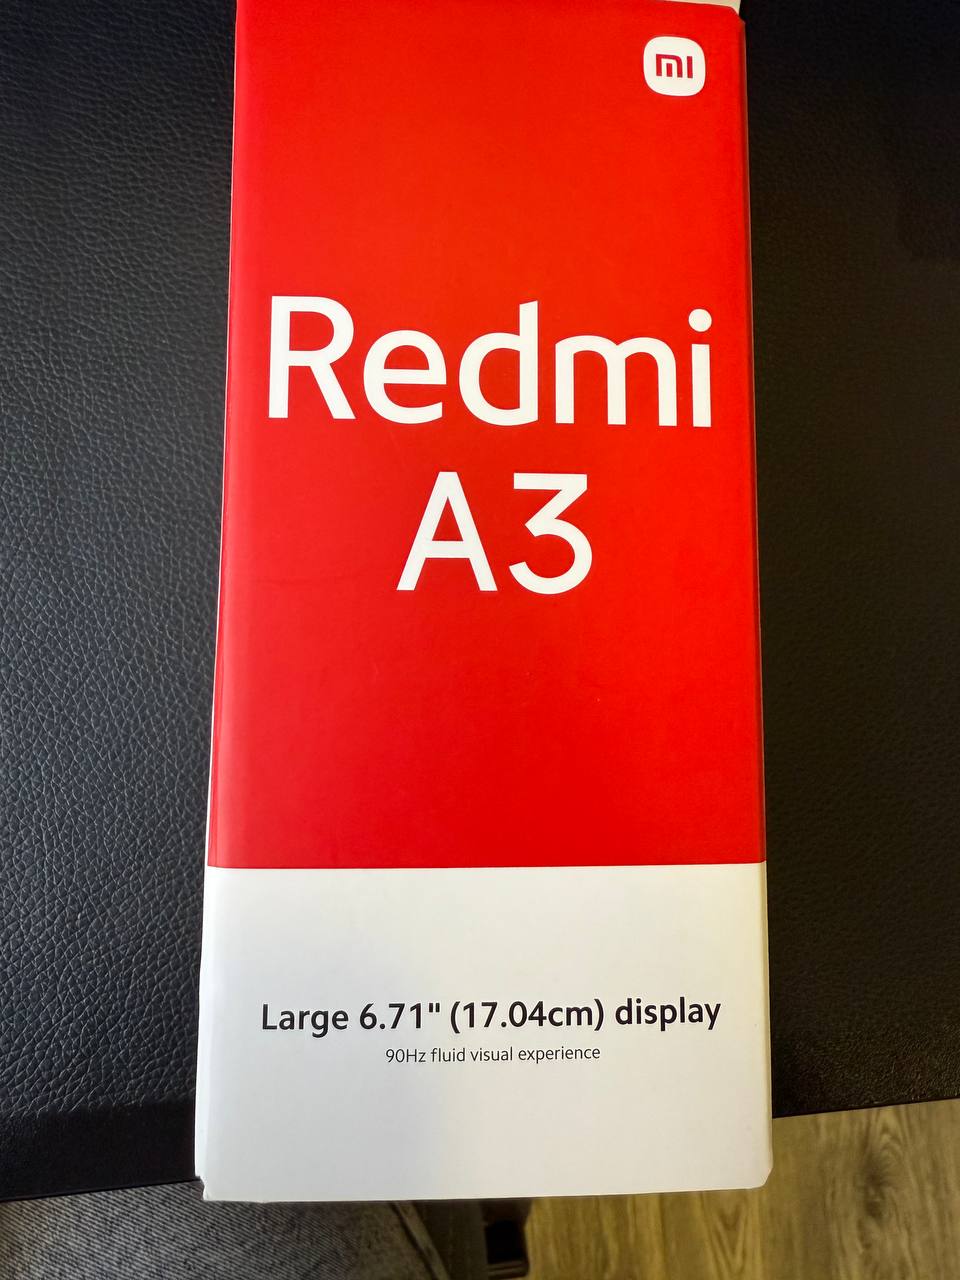 mi
Redmi
A3
Large 6.71" (17.04cm) display
90Hz fluid visual experience